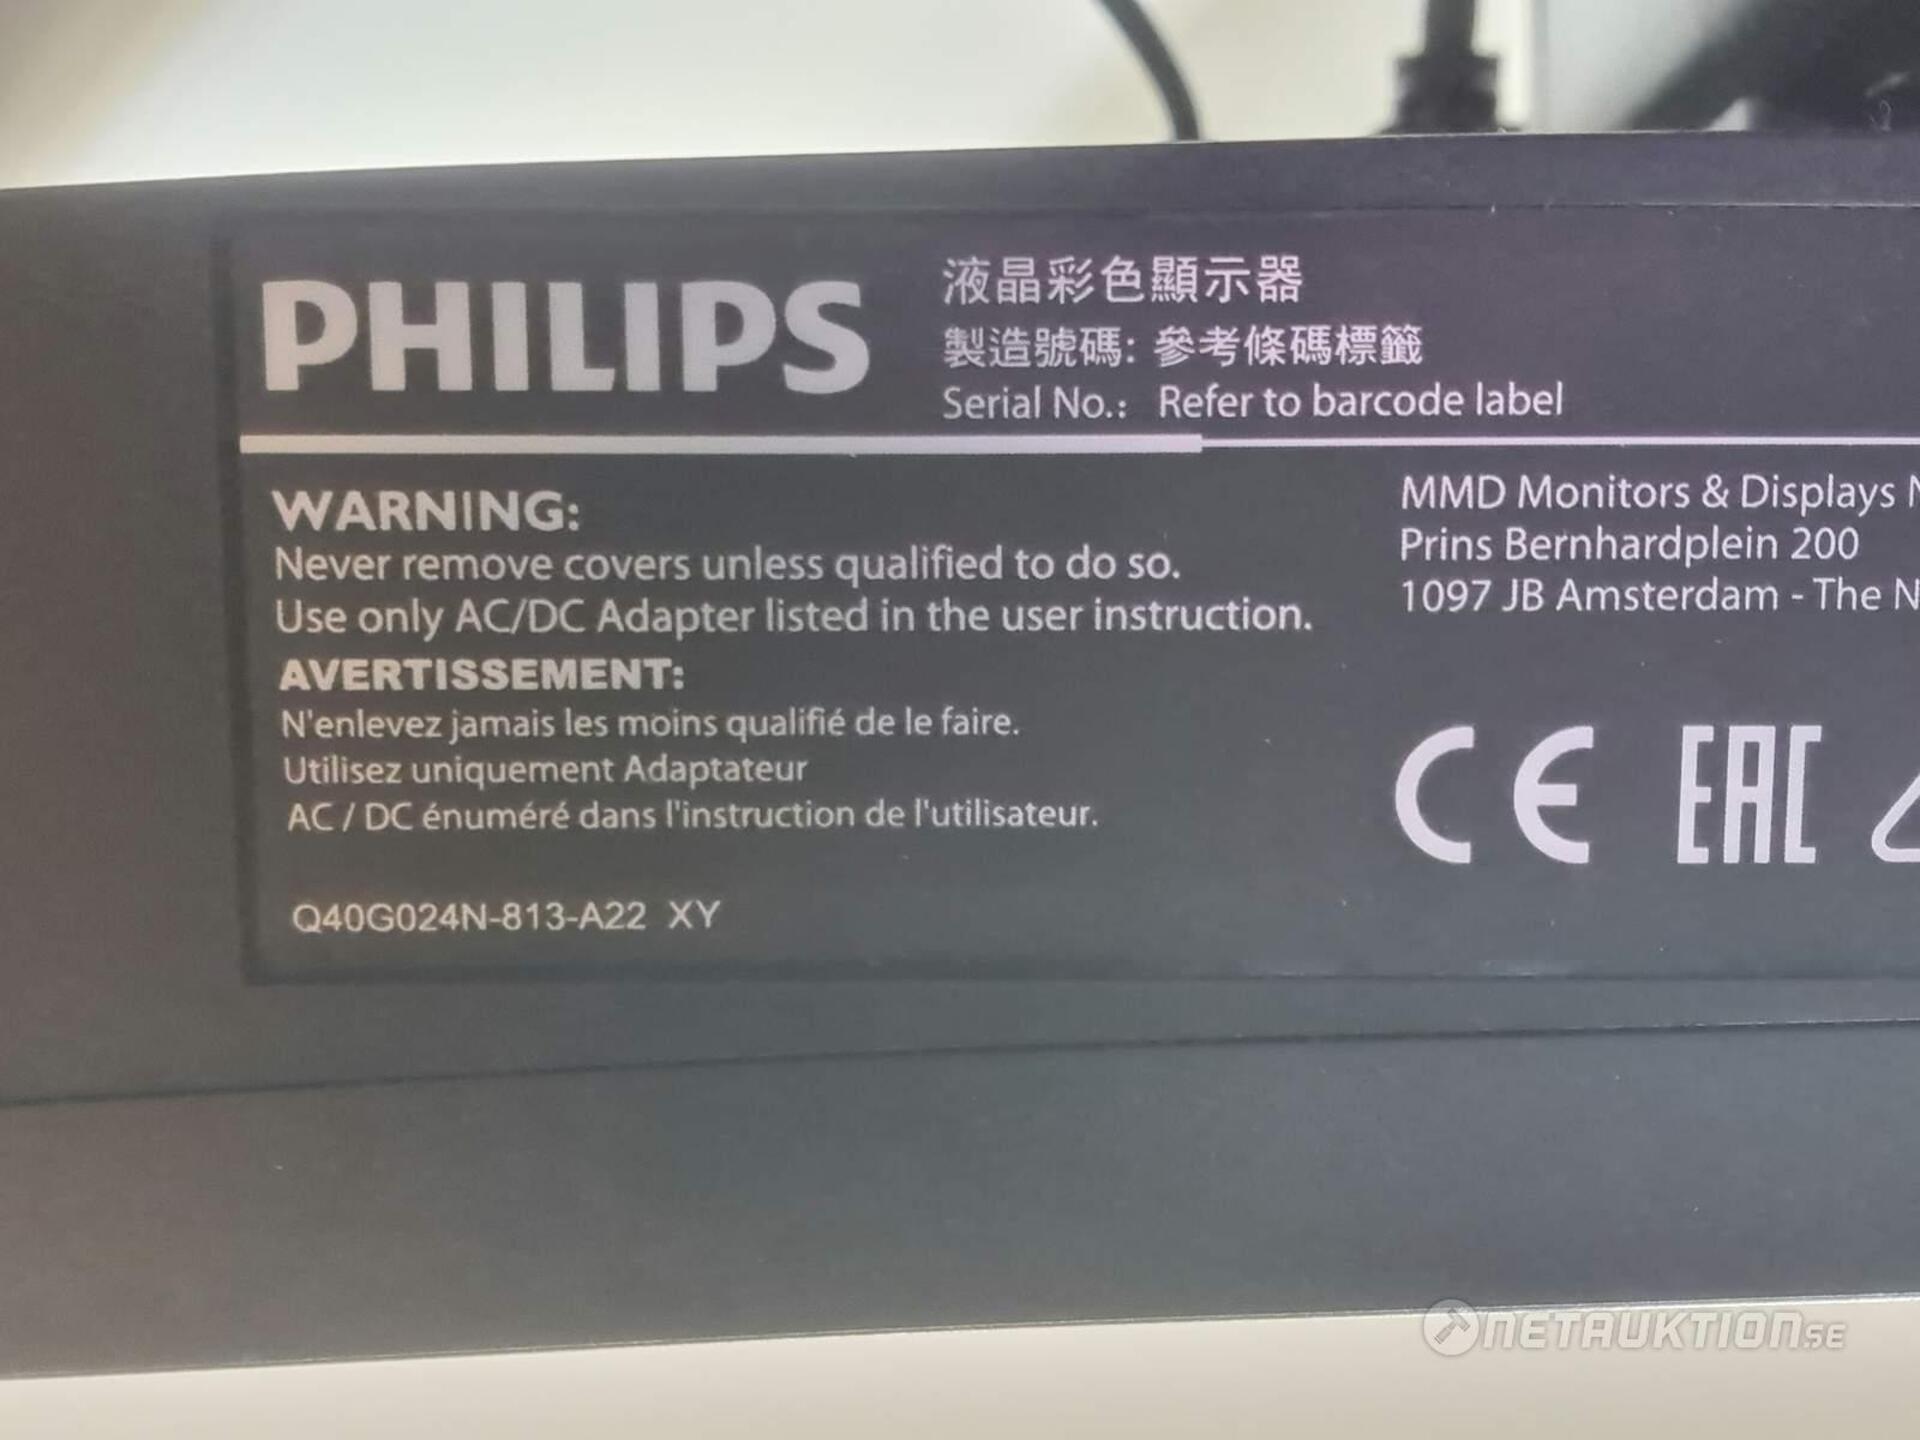 PHILIPS
液晶彩色顯示器
製造號碼: 參考條碼標籤
Serial No.: Refer to barcode label
WARNING:
Never remove covers unless qualified to do so.
Use only AC/DC Adapter listed in the user instruction.
AVERTISSEMENT:
N'enlevez jamais les moins qualifié de le faire.
Utilisez uniquement Adaptateur
AC / DC énuméré dans l'instruction de l'utilisateur.
Q40G024N-813-A22 XY
MMD Monitors & Displays N
Prins Bernhardplein 200
1097 JB Amsterdam - The N
CE EAC
NETAUKTION.SE